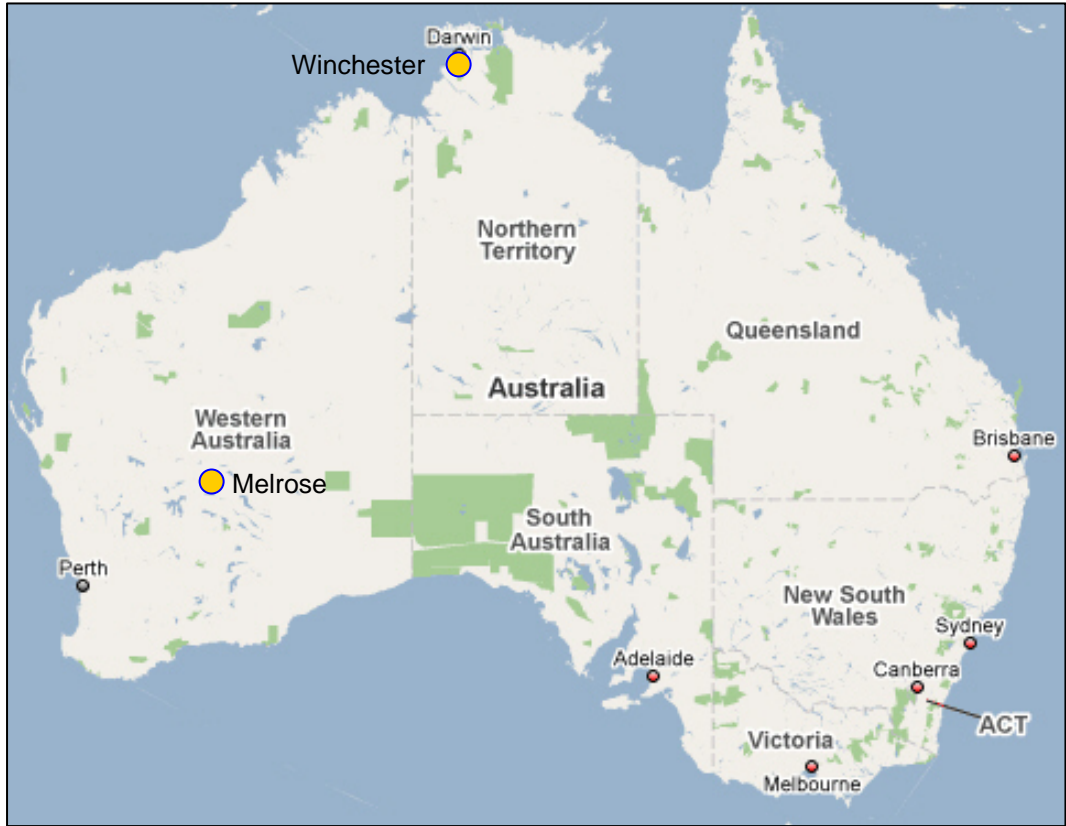 Darwin
Winchester
Northern
Territory
Queensland
Australia
Western
Australia
Brisbane
Melrose
South
Australia
Perth
New South
Wales
Sydney
Adelaide
Canberra
ACT
Victoria
Melbourne